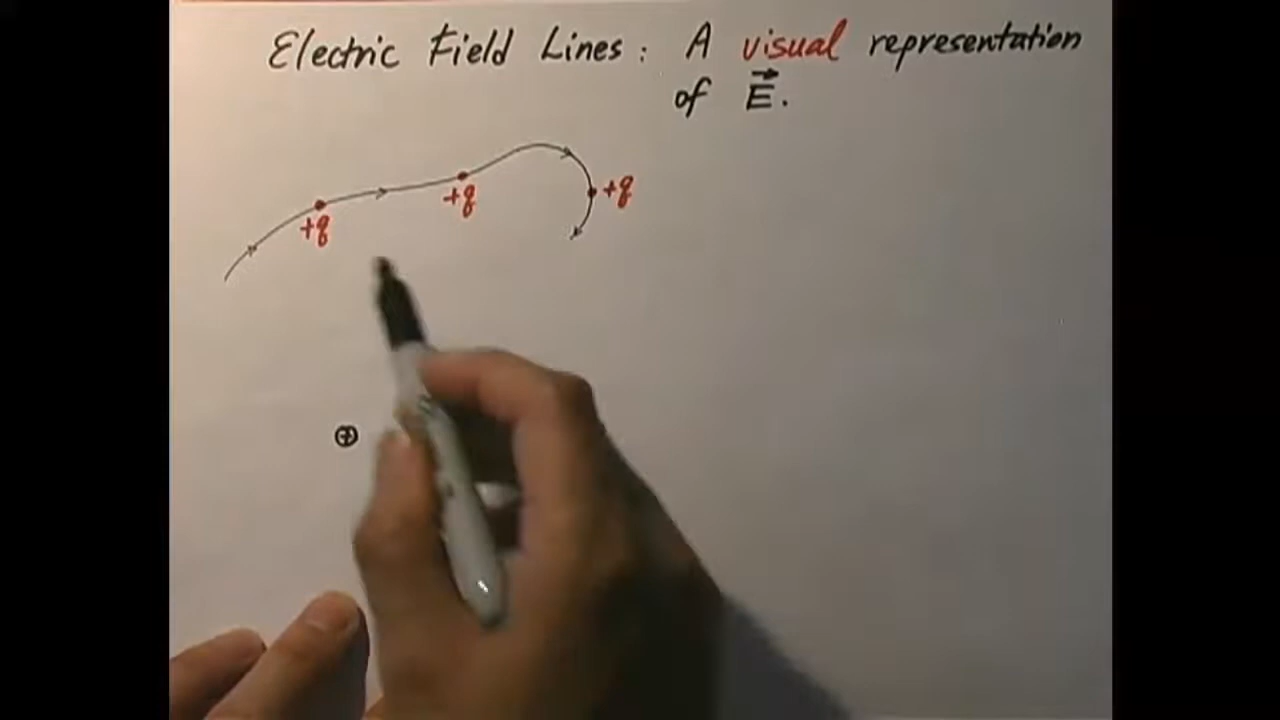 Electric Field Lines: A visual representation
of E⃗.
+q +q +q
⊕